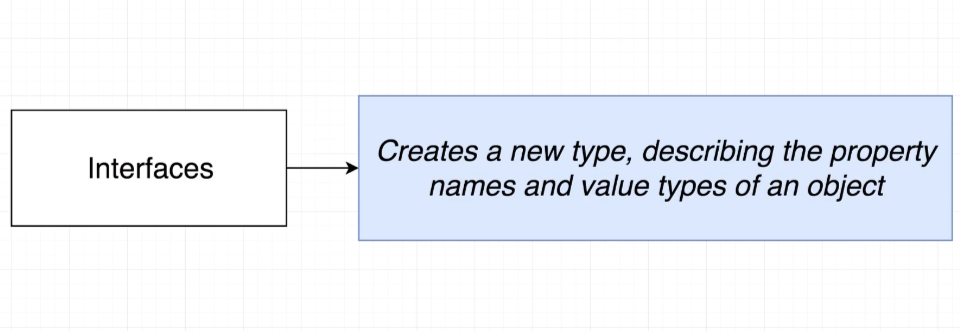 Interfaces
Creates a new type, describing the property
names and value types of an object